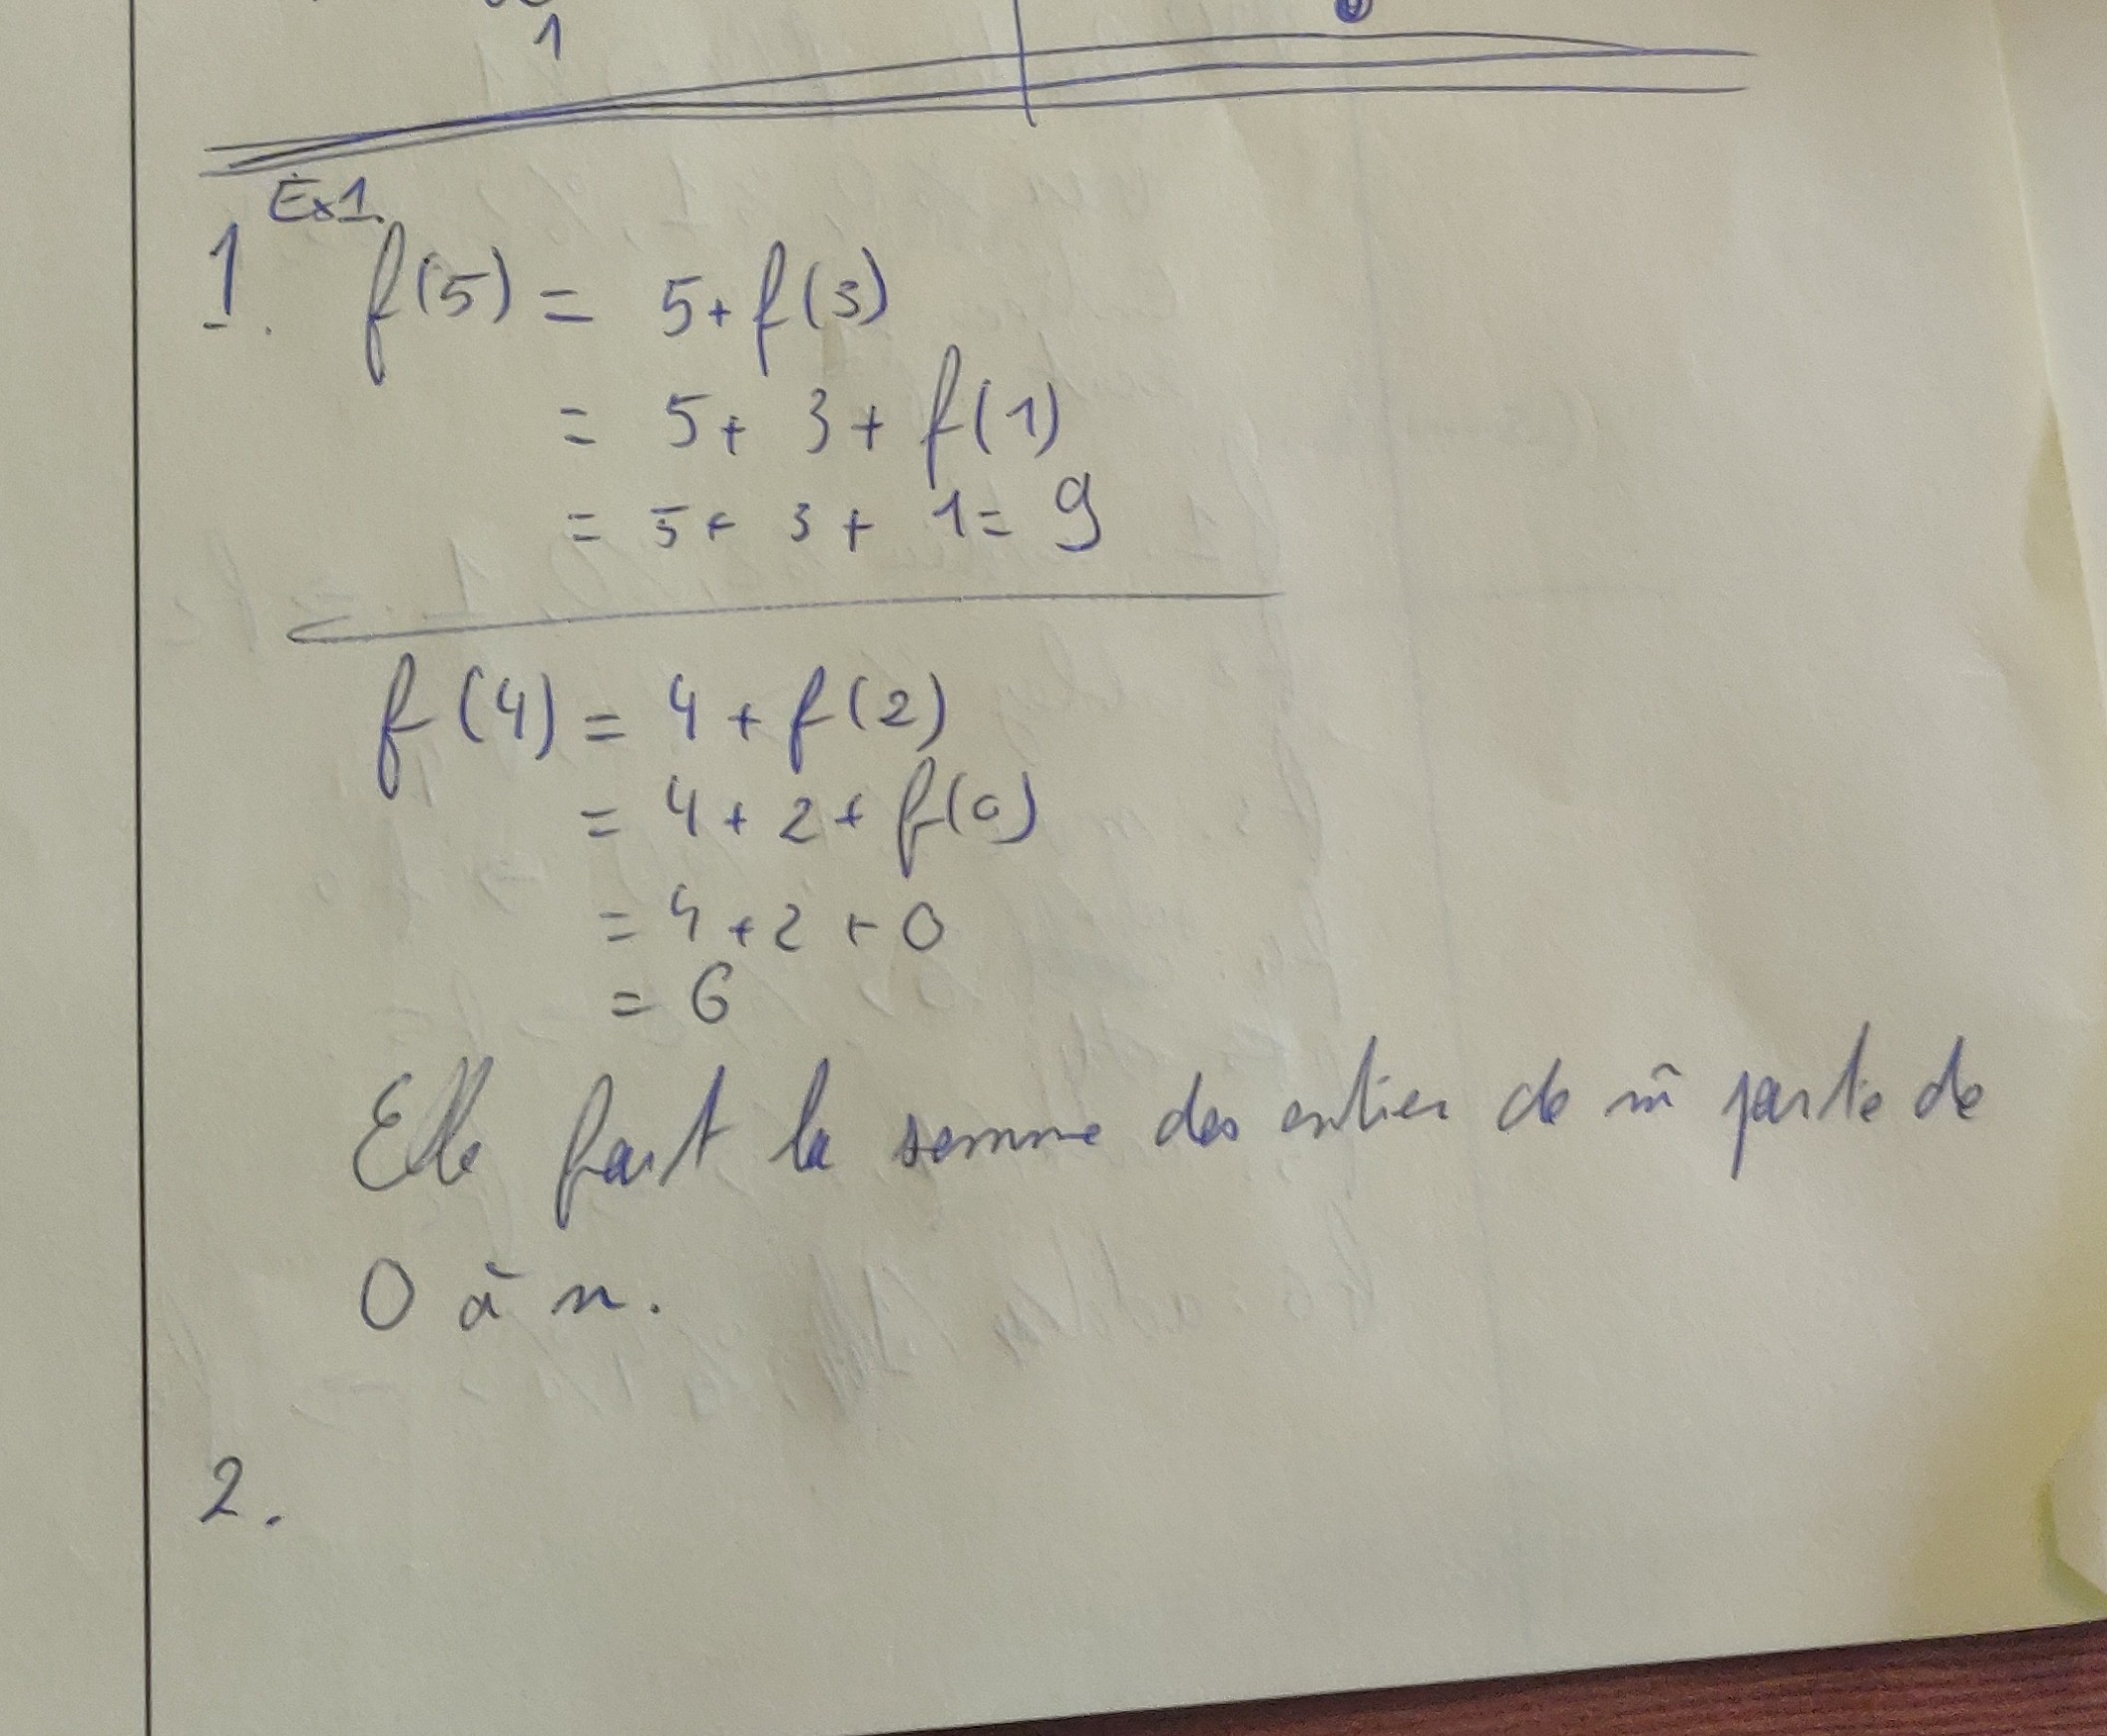 1
Ex1.
1. f(5) = 5 + f(3)
= 5 + 3 + f(1)
= 5 + 3 + 1 = 9
f(4) = 4 + f(2)
= 4 + 2 + f(0)
= 4 + 2 + 0
= 6
Elle fait la somme des entier de m̂ parité de
0 à n.
2.